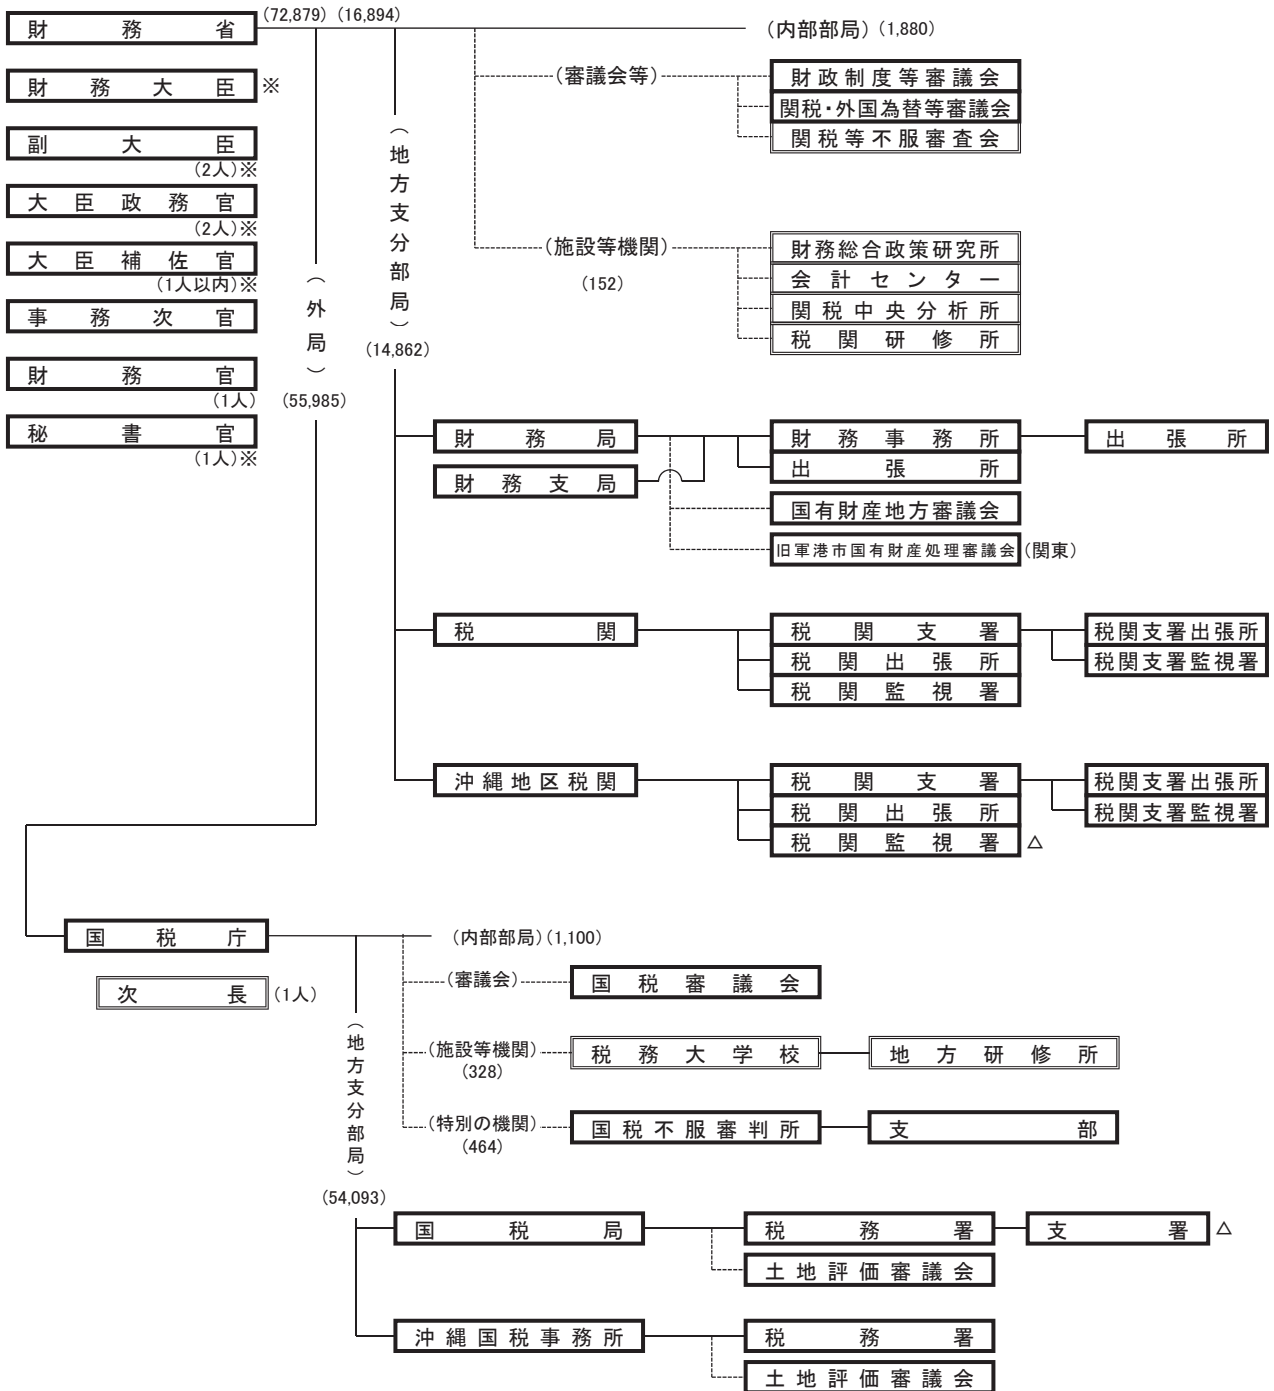 財務省 (72,879) (16,894) (内部部局) (1,880)
財務大臣 ※
副大臣
(2人)※
大臣政務官
(2人)※
大臣補佐官
(1人以内)※
事務次官
財務官
(1人)
秘書官
(1人)※
(外局)
(55,985)
(地方支分部局)
(14,862)
(審議会等)
財政制度等審議会
関税・外国為替等審議会
関税等不服審査会
(施設等機関)
(152)
財務総合政策研究所
会計センター
関税中央分析所
税関研修所
財務局
財務支局
財務事務所
出張所
出張所
国有財産地方審議会
旧軍港市国有財産処理審議会 (関東)
税関
税関支署
税関出張所
税関監視署
税関支署出張所
税関支署監視署
沖縄地区税関
税関支署
税関出張所
税関監視署 △
税関支署出張所
税関支署監視署
国税庁
次長 (1人)
(内部部局) (1,100)
(審議会)
国税審議会
(施設等機関)
(328)
税務大学校
地方研修所
(特別の機関)
(464)
国税不服審判所
支部
(地方支分部局)
(54,093)
国税局
税務署
支署 △
土地評価審議会
沖縄国税事務所
税務署
土地評価審議会